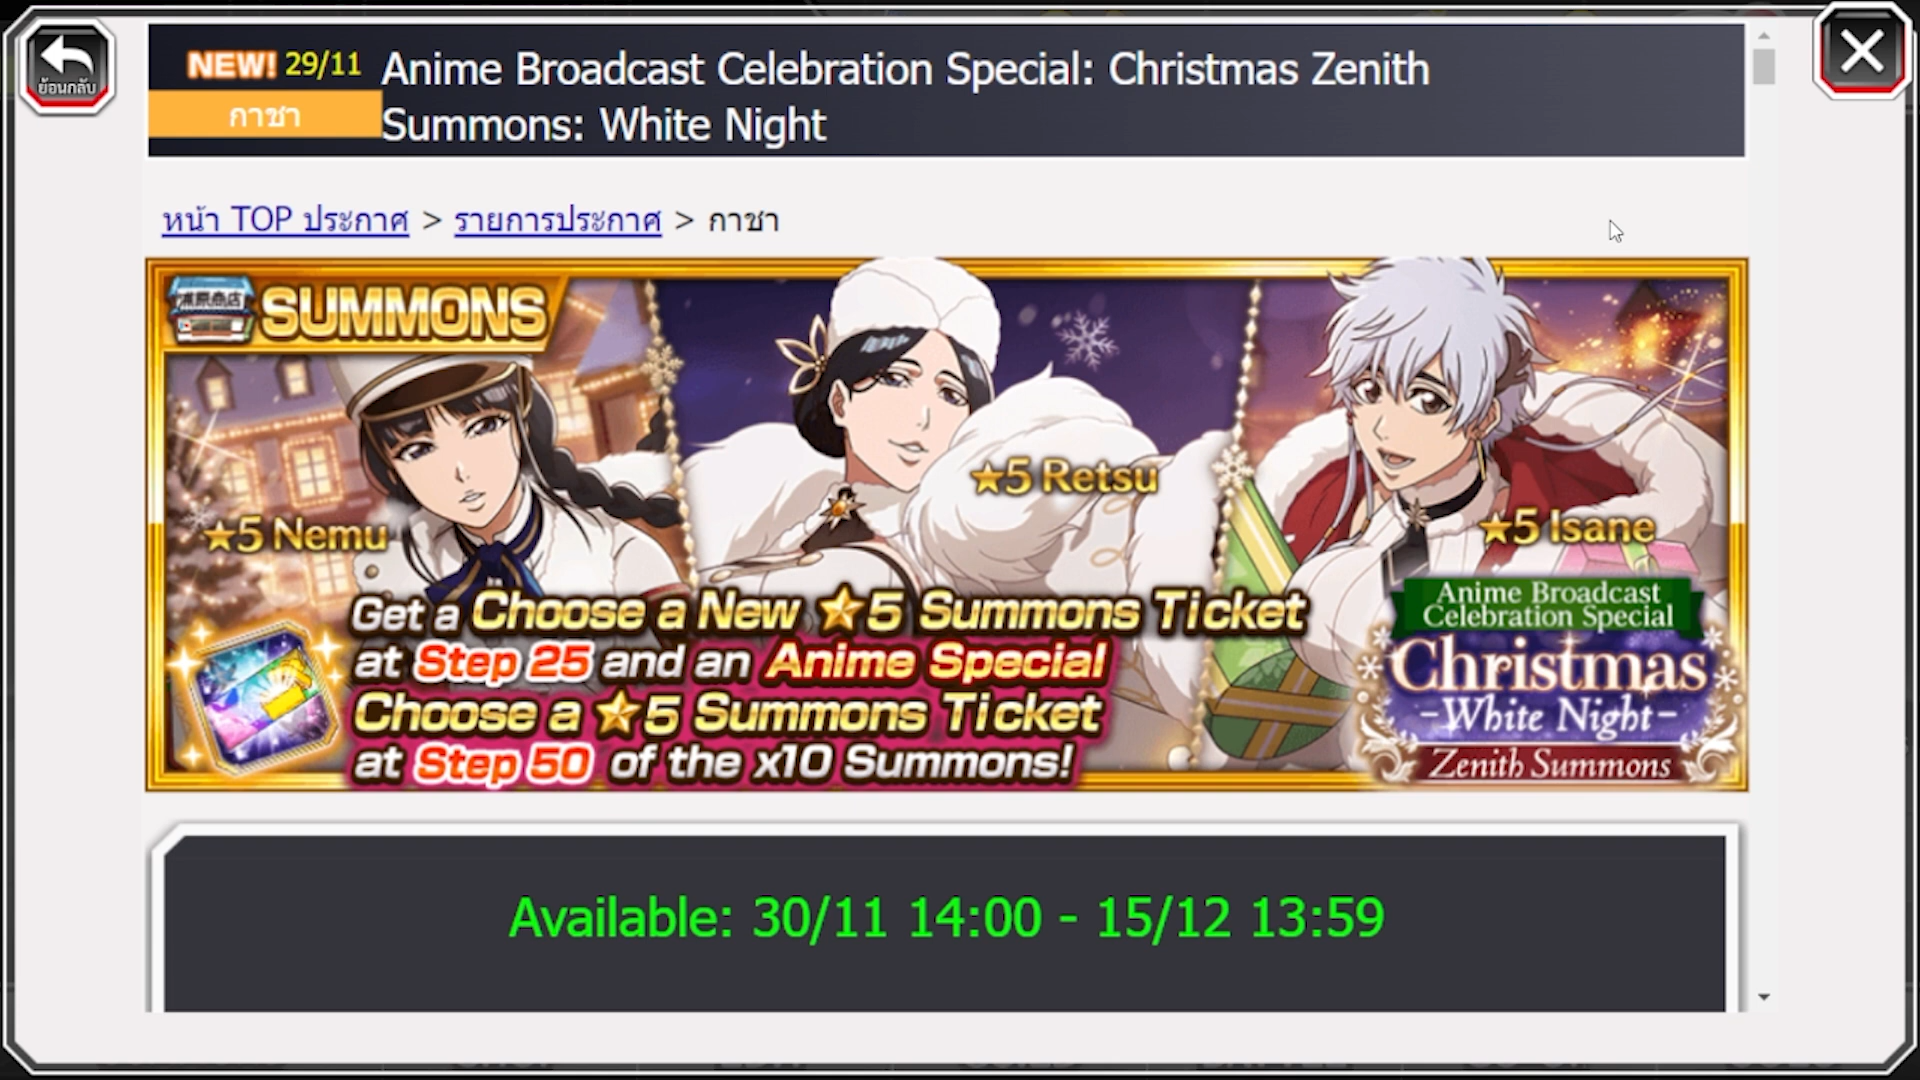 ย้อนกลับ
NEW! 29/11
กาชา
Anime Broadcast Celebration Special: Christmas Zenith
Summons: White Night
หน้า TOP ประกาศ > รายการประกาศ > กาชา
浦原商店
SUMMONS
★5 Nemu
★5 Retsu
★5 Isane
Get a Choose a New ★5 Summons Ticket
at Step 25 and an Anime Special
Choose a ★5 Summons Ticket
at Step 50 of the x10 Summons!
Anime Broadcast
Celebration Special
Christmas
-White Night-
Zenith Summons
Available: 30/11 14:00 - 15/12 13:59